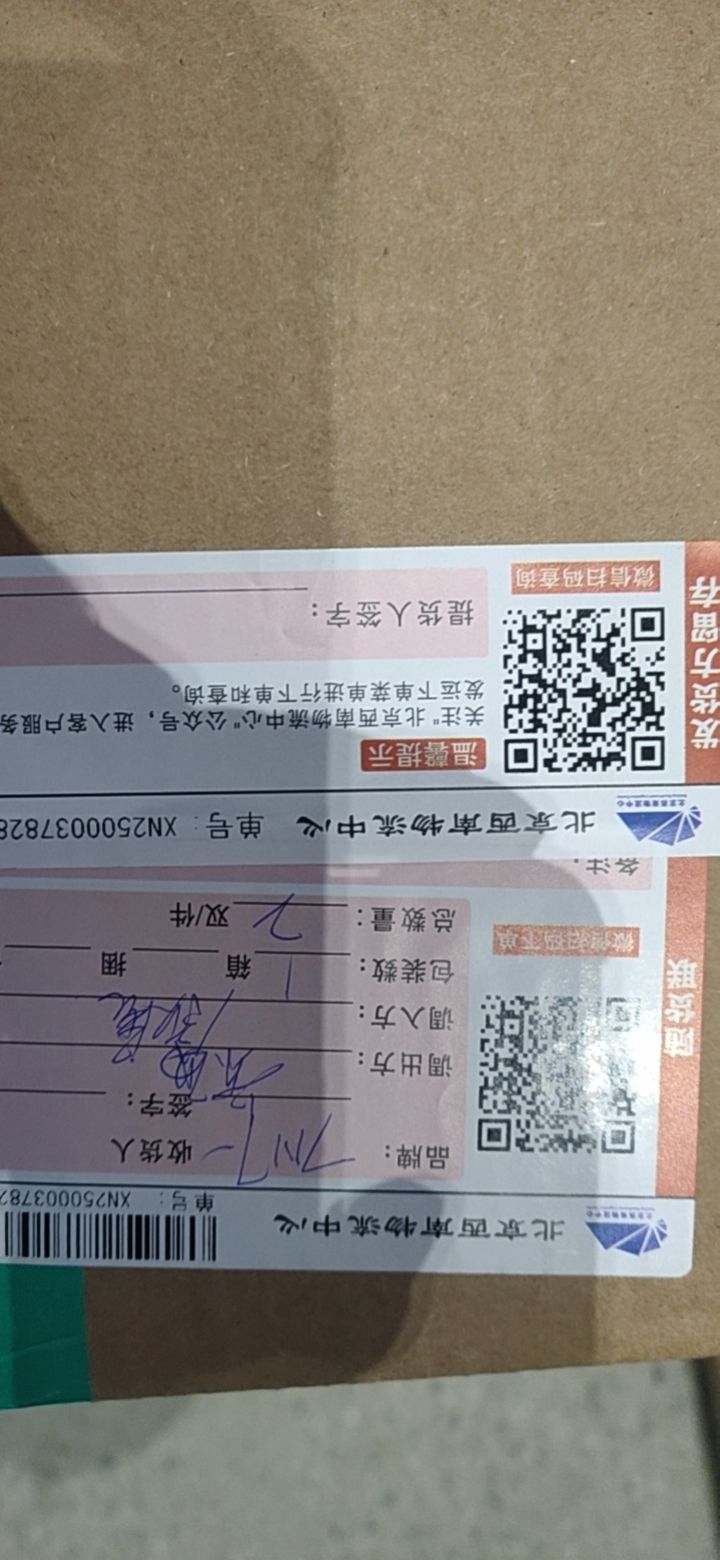 北京西南物流中心
单号: XN250003782
随货联
品牌:
收货人
签字:
调出方:
调入方:
包装数: 1 箱 捆
总数量: 2 双/件
微信扫码下单
备注:
北京西南物流中心 单号: XN2500037828
发货方留存
温馨提示
关注"北京西南物流中心"公众号，进入客户服务
发运下单菜单进行下单和查询。
提货人签字:
微信扫码查询